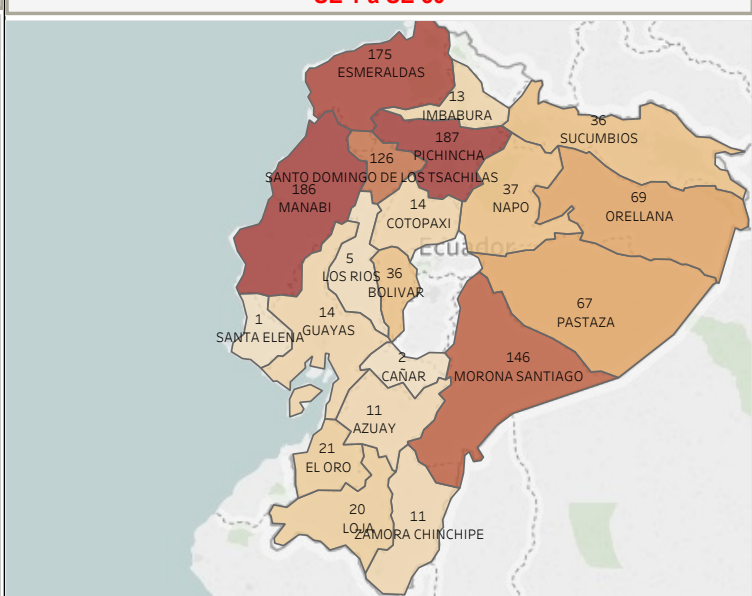 175
ESMERALDAS
13
IMBABURA
187
PICHINCHA
36
SUCUMBIOS
126
SANTO DOMINGO DE LOS TSACHILAS
186
MANABI
37
NAPO
69
ORELLANA
14
COTOPAXI
Ecuador
5
LOS RIOS
36
BOLIVAR
67
PASTAZA
1
SANTA ELENA
14
GUAYAS
2
CAÑAR
146
MORONA SANTIAGO
11
AZUAY
21
EL ORO
20
LOJA
11
ZAMORA CHINCHIPE